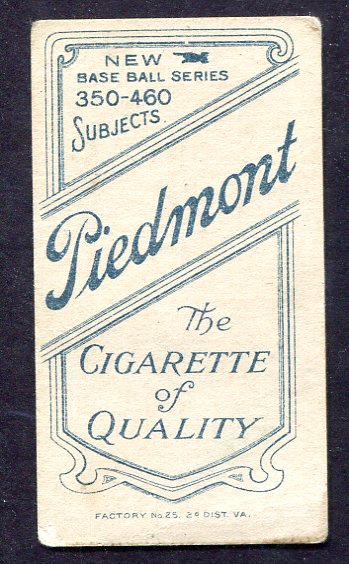 NEW
BASE BALL SERIES
350-460
SUBJECTS.
Piedmont
The
CIGARETTE
of
QUALITY
FACTORY No. 25. 2d DIST. VA.